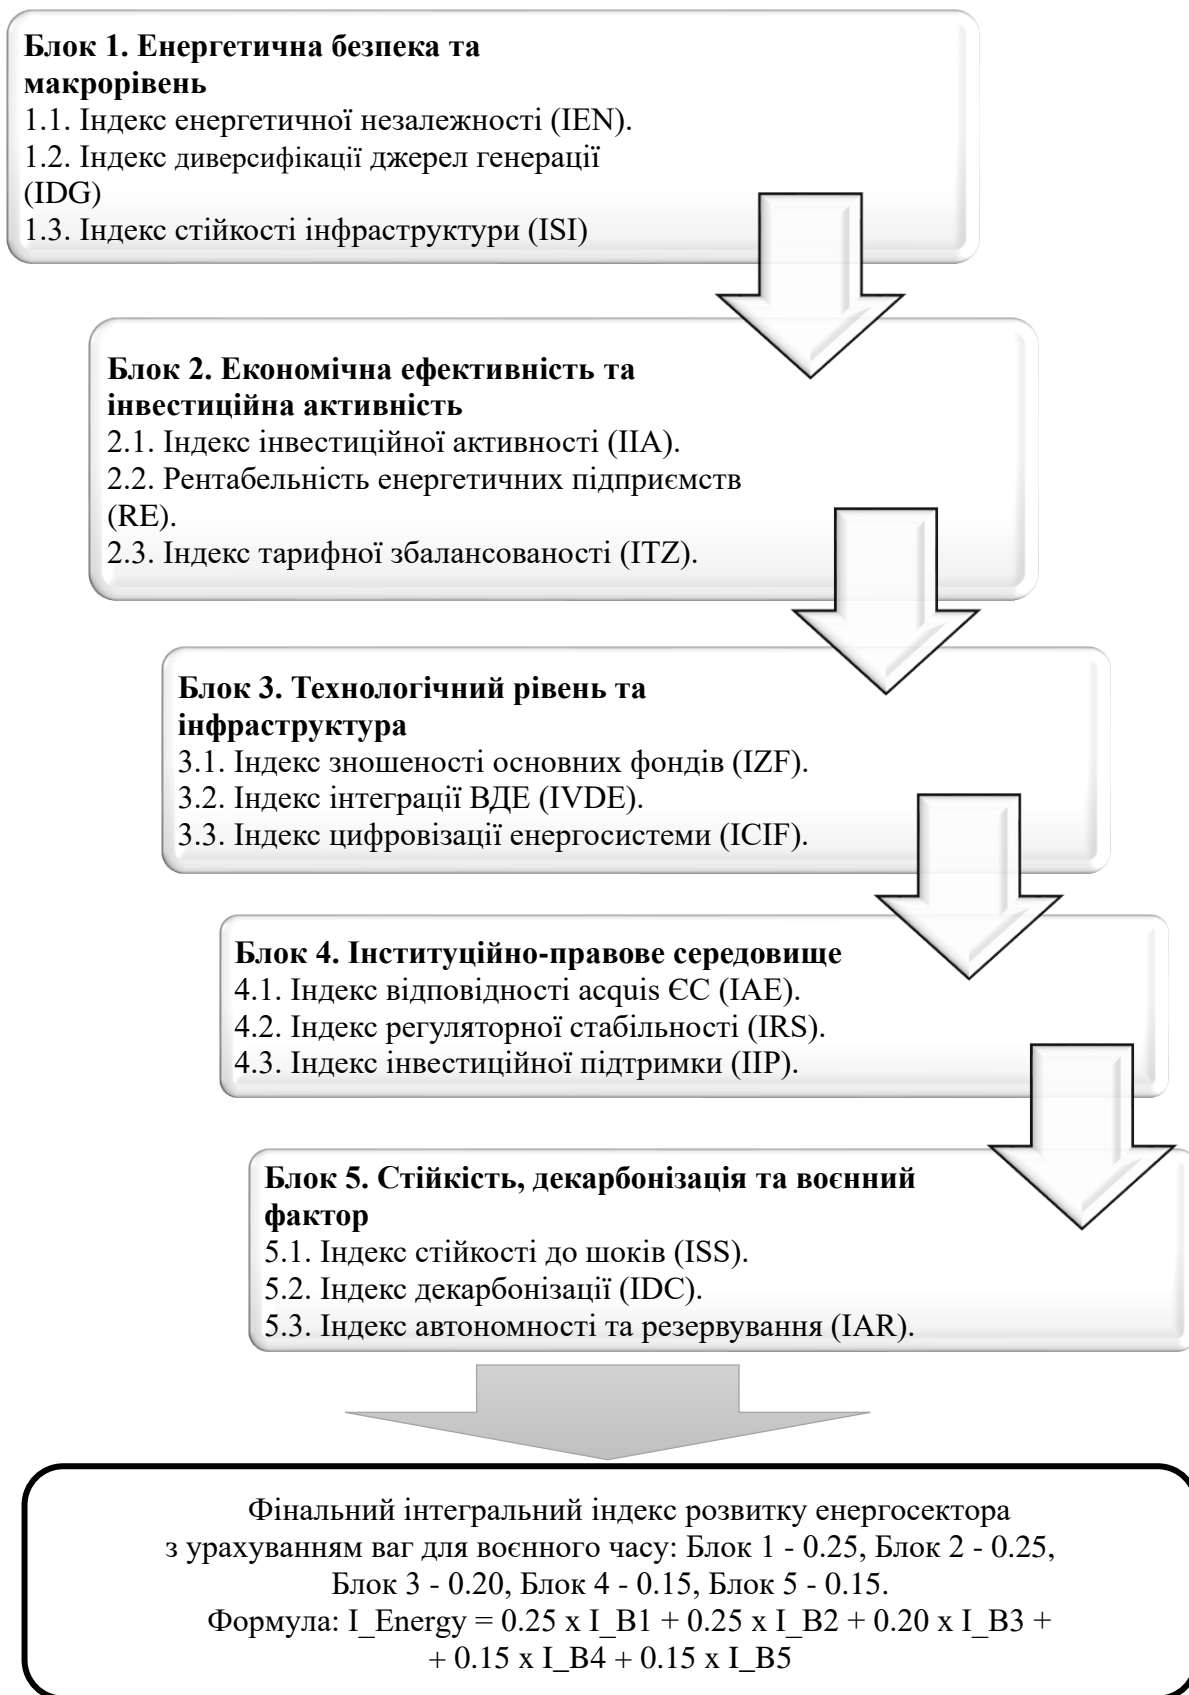 Блок 1. Енергетична безпека та
макрорівень
1.1. Індекс енергетичної незалежності (IEN).
1.2. Індекс диверсифікації джерел генерації
(IDG)
1.3. Індекс стійкості інфраструктури (ISI)
Блок 2. Економічна ефективність та
інвестиційна активність
2.1. Індекс інвестиційної активності (IIA).
2.2. Рентабельність енергетичних підприємств
(RE).
2.3. Індекс тарифної збалансованості (ITZ).
Блок 3. Технологічний рівень та
інфраструктура
3.1. Індекс зношеності основних фондів (IZF).
3.2. Індекс інтеграції ВДЕ (IVDE).
3.3. Індекс цифровізації енергосистеми (ICIF).
Блок 4. Інституційно-правове середовище
4.1. Індекс відповідності acquis ЄС (IAE).
4.2. Індекс регуляторної стабільності (IRS).
4.3. Індекс інвестиційної підтримки (IIP).
Блок 5. Стійкість, декарбонізація та воєнний
фактор
5.1. Індекс стійкості до шоків (ISS).
5.2. Індекс декарбонізації (IDC).
5.3. Індекс автономності та резервування (IAR).
Фінальний інтегральний індекс розвитку енергосектора
з урахуванням ваг для воєнного часу: Блок 1 - 0.25, Блок 2 - 0.25,
Блок 3 - 0.20, Блок 4 - 0.15, Блок 5 - 0.15.
Формула: I_Energy = 0.25 x I_B1 + 0.25 x I_B2 + 0.20 x I_B3 +
+ 0.15 x I_B4 + 0.15 x I_B5